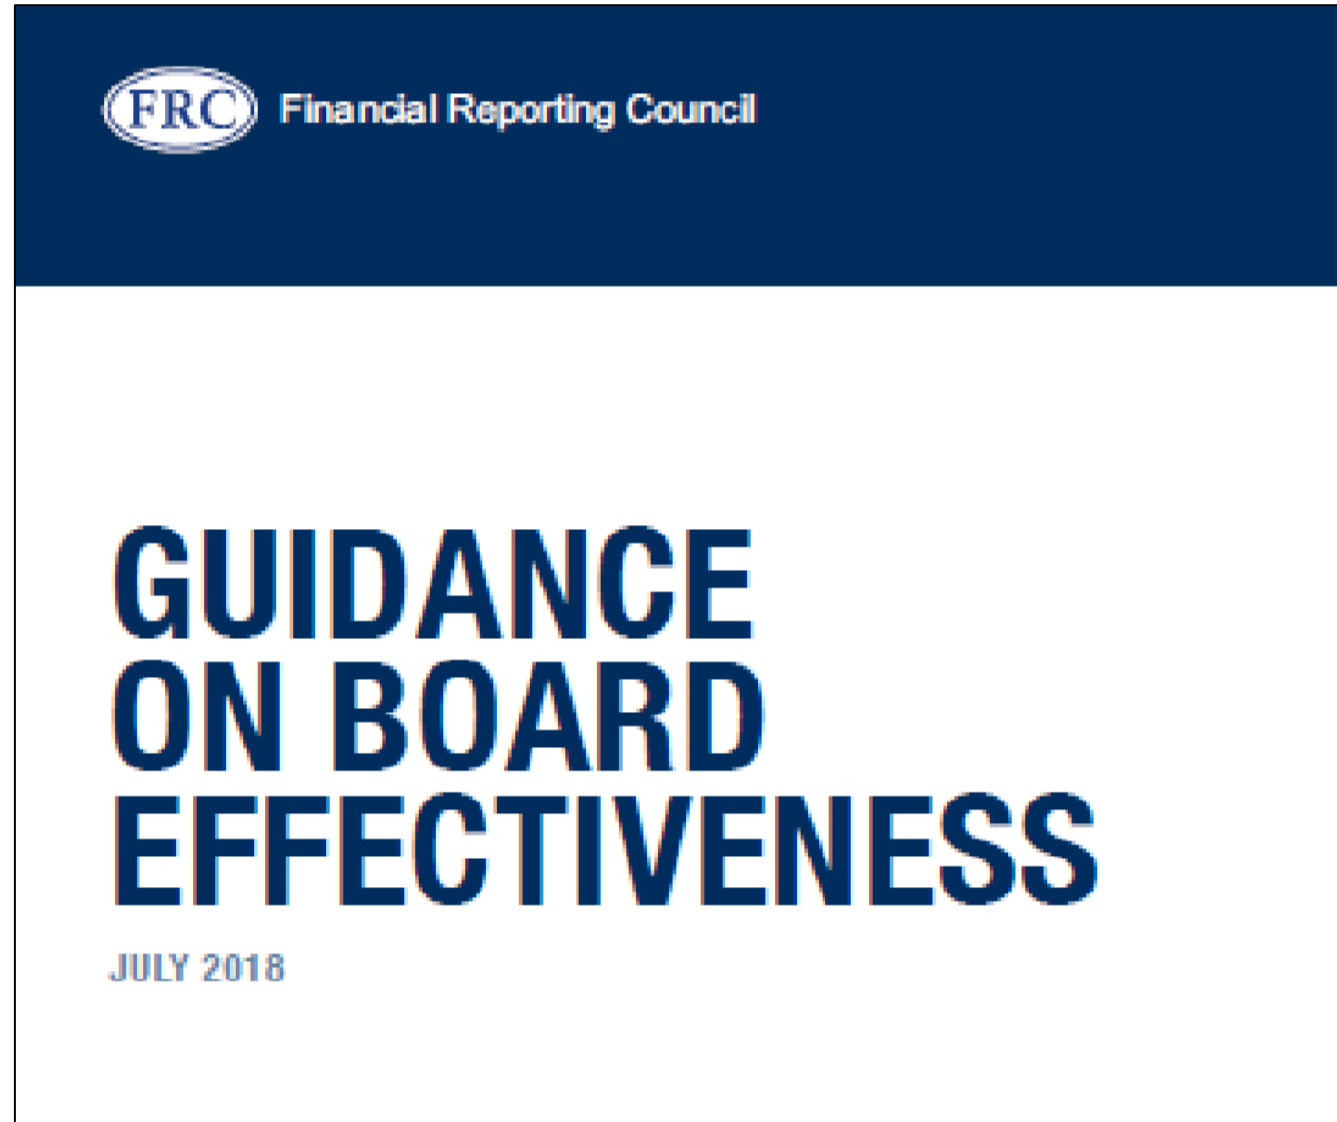 FRC Financial Reporting Council
GUIDANCE
ON BOARD
EFFECTIVENESS
JULY 2018